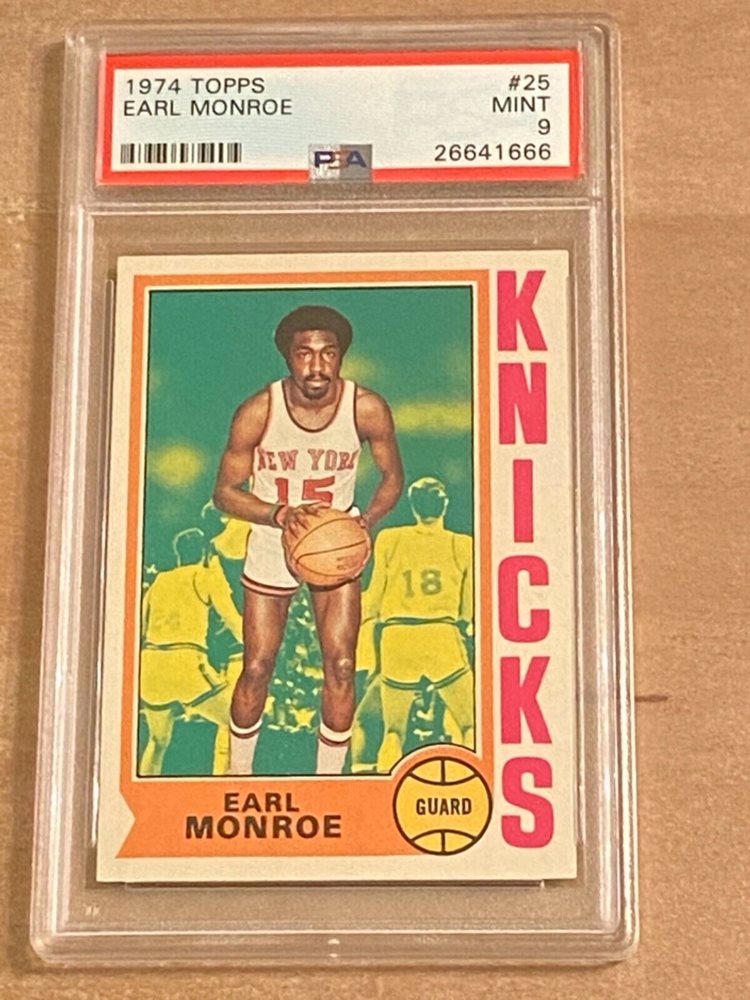 1974 TOPPS #25
EARL MONROE MINT
9
PSA 26641666
KNICKS
NEW YORK
15
18
EARL
MONROE
GUARD